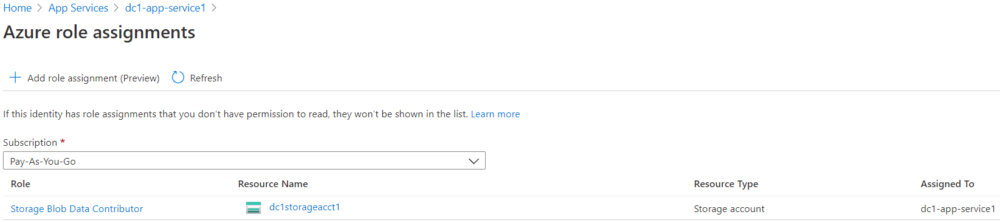 Home > App Services > dc1-app-service1 >
Azure role assignments
Add role assignment (Preview) Refresh
If this identity has role assignments that you don't have permission to read, they won't be shown in the list. Learn more
Subscription *
Pay-As-You-Go
Role Resource Name Resource Type Assigned To
Storage Blob Data Contributor dc1storageacct1 Storage account dc1-app-service1